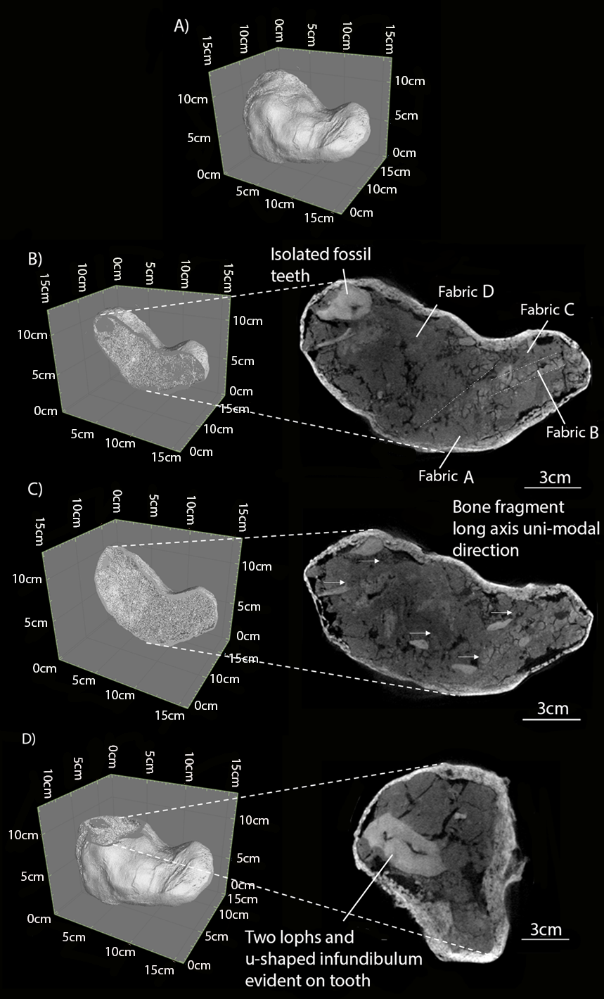 A)
15cm
10cm
0cm
5cm
10cm
15cm
10cm
5cm
0cm
10cm
5cm
0cm
5cm
10cm
15cm
15cm
10cm
0cm
B)
15cm
10cm
0cm
5cm
10cm
15cm
10cm
5cm
0cm
10cm
5cm
0cm
5cm
10cm
15cm
15cm
10cm
0cm
Isolated fossil
teeth
Fabric D
Fabric C
Fabric B
Fabric A
3cm
C)
15cm
10cm
0cm
5cm
10cm
15cm
10cm
5cm
0cm
10cm
5cm
0cm
5cm
10cm
15cm
15cm
10cm
0cm
Bone fragment
long axis uni-modal
direction
3cm
D)
10cm
5cm
0cm
5cm
10cm
15cm
10cm
5cm
0cm
10cm
5cm
0cm
5cm
10cm
15cm
15cm
10cm
5cm
0cm
Two lophs and
u-shaped infundibulum
evident on tooth
3cm